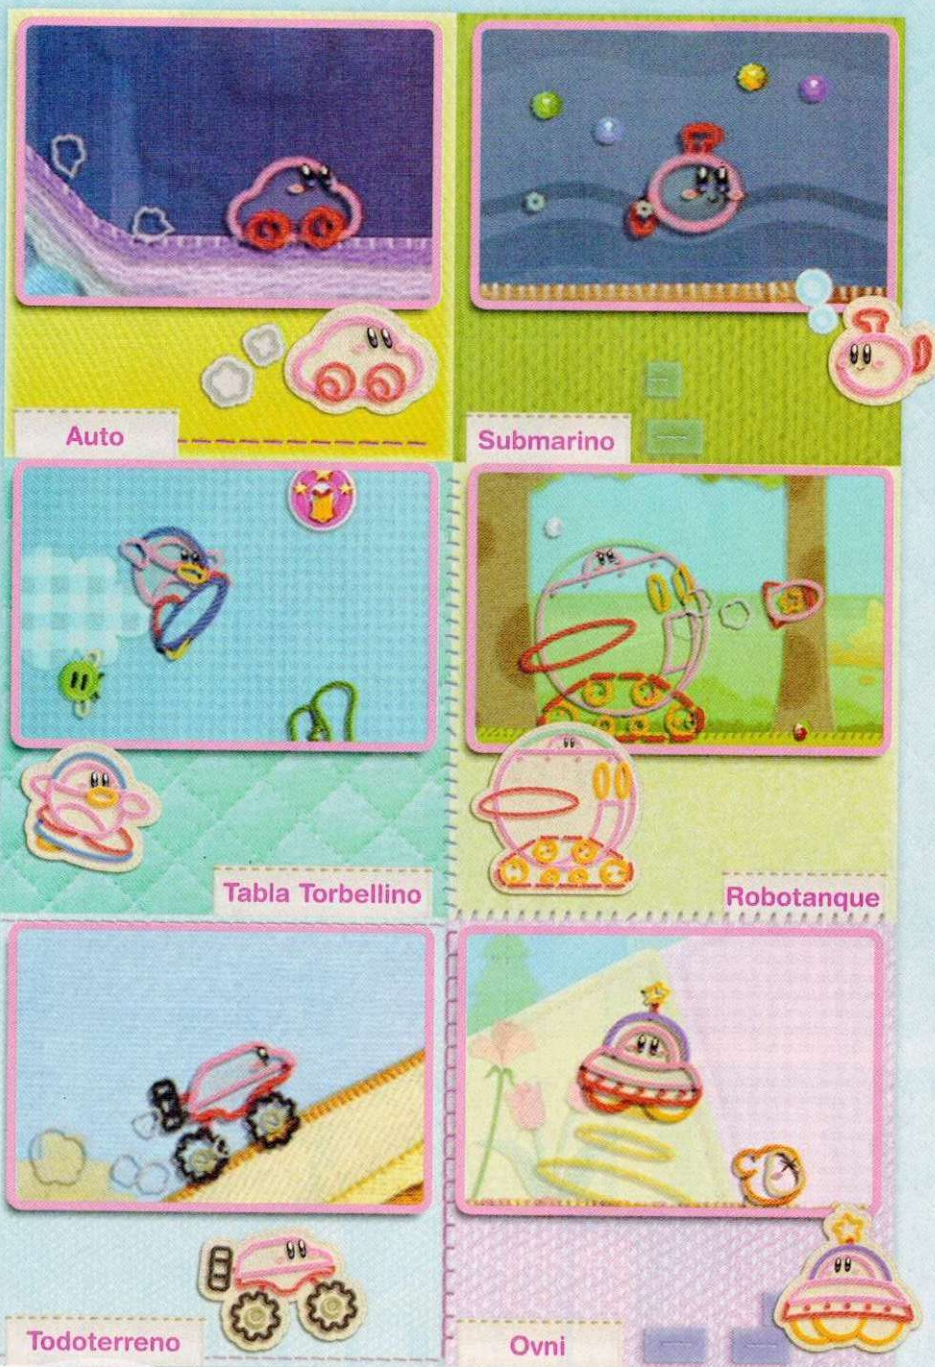 Auto
Submarino
Tabla Torbellino
Robotanque
Todoterreno
Ovni